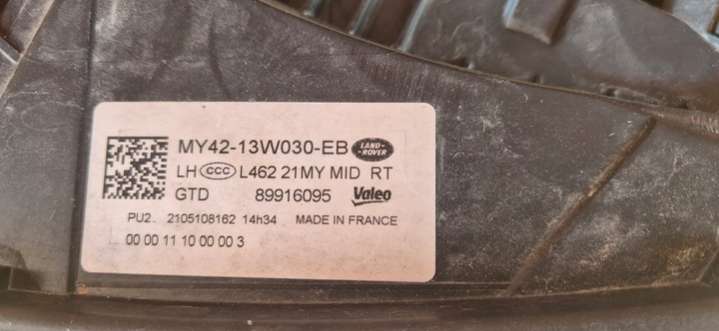 MY42-13W030-EB LAND-ROVER
LH CCC L462 21MY MID RT
GTD 89916095 Valeo
PU2. 2105108162 14h34 MADE IN FRANCE
00 00 11 10 00 00 3